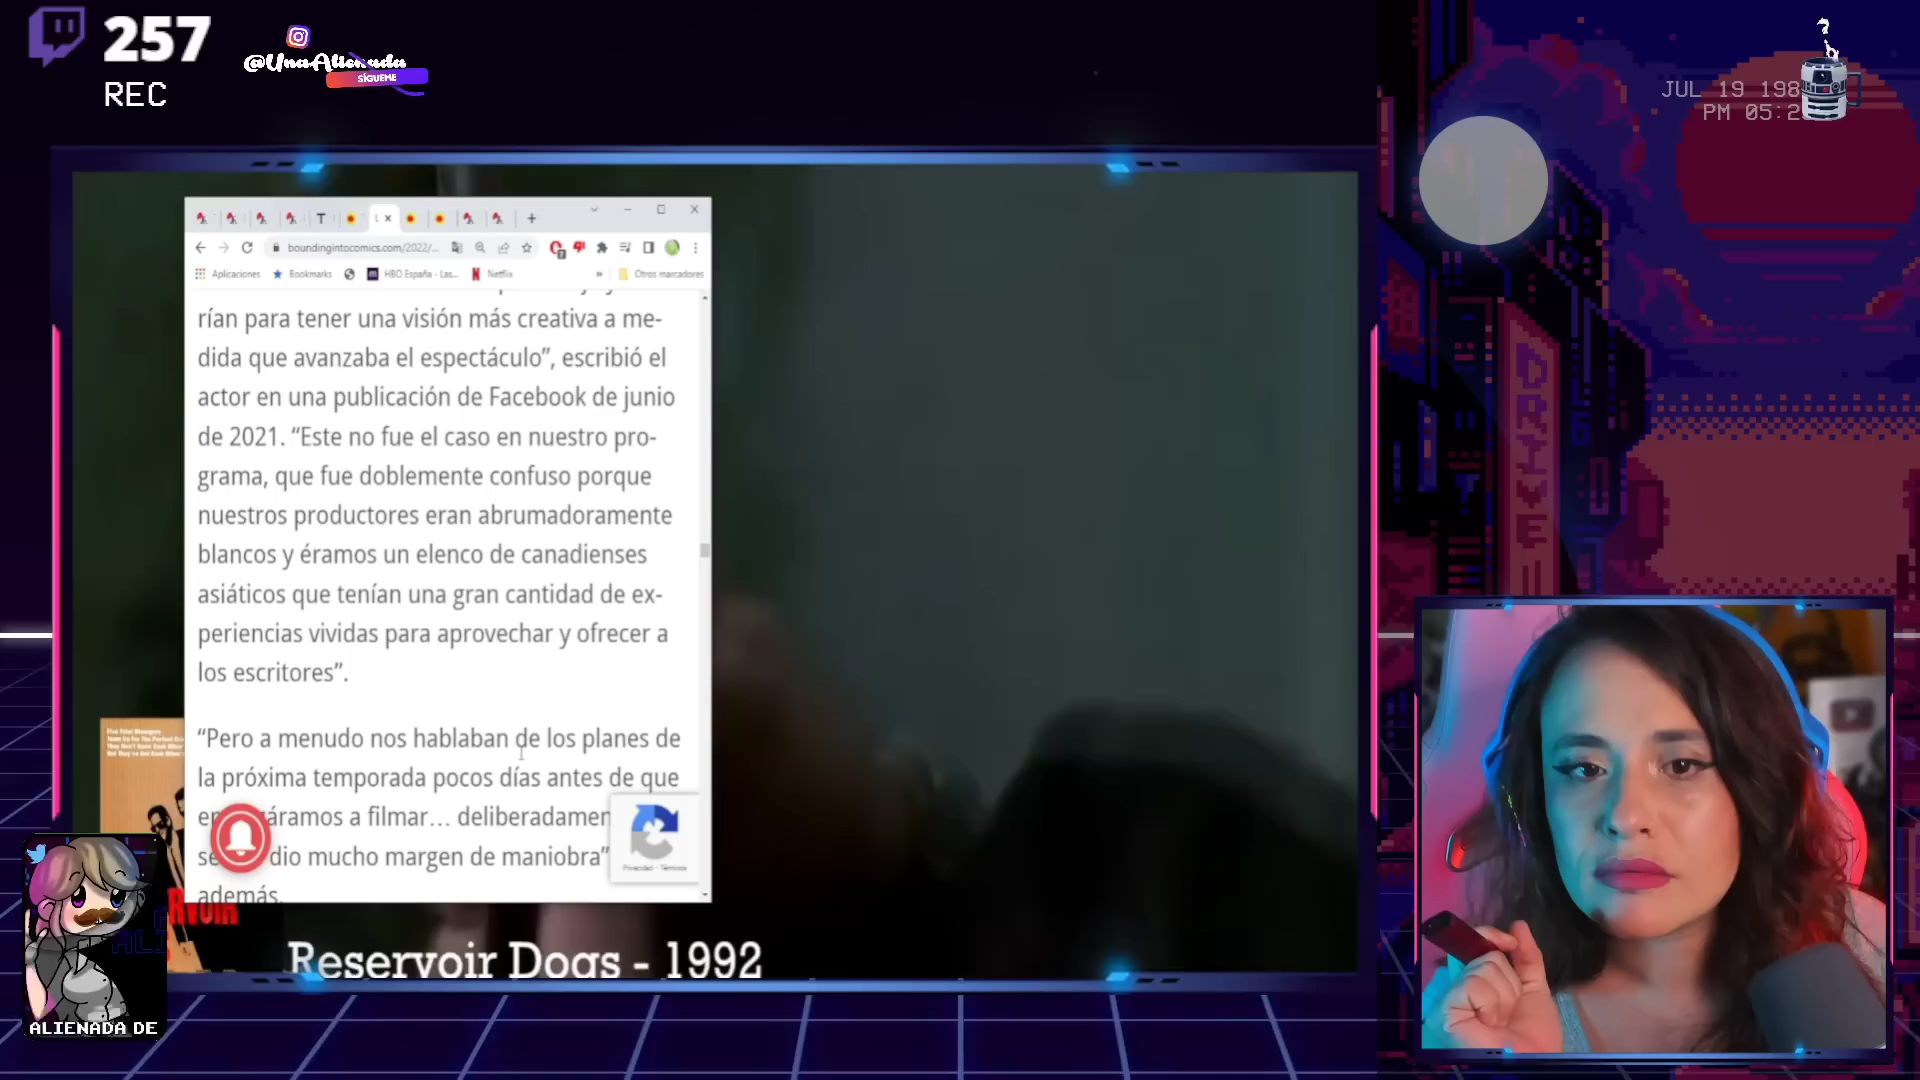 257
REC
@UnaAlienada
SÍGUEME
JUL 19 198
PM 05:2
boundingintocomics.com/2022/...
Aplicaciones
Bookmarks
HBO España - Las...
Netflix
»
Otros marcadores
rían para tener una visión más creativa a me-
dida que avanzaba el espectáculo”, escribió el
actor en una publicación de Facebook de junio
de 2021. “Este no fue el caso en nuestro pro-
grama, que fue doblemente confuso porque
nuestros productores eran abrumadoramente
blancos y éramos un elenco de canadienses
asiáticos que tenían una gran cantidad de ex-
periencias vividas para aprovechar y ofrecer a
los escritores”.
“Pero a menudo nos hablaban de los planes de
la próxima temporada pocos días antes de que
áramos a filmar… deliberadamen
dio mucho margen de maniobra”
además.
Privacidad - Términos
RVOIR
Reservoir Dogs - 1992
ALIENADA DE
DRIVE